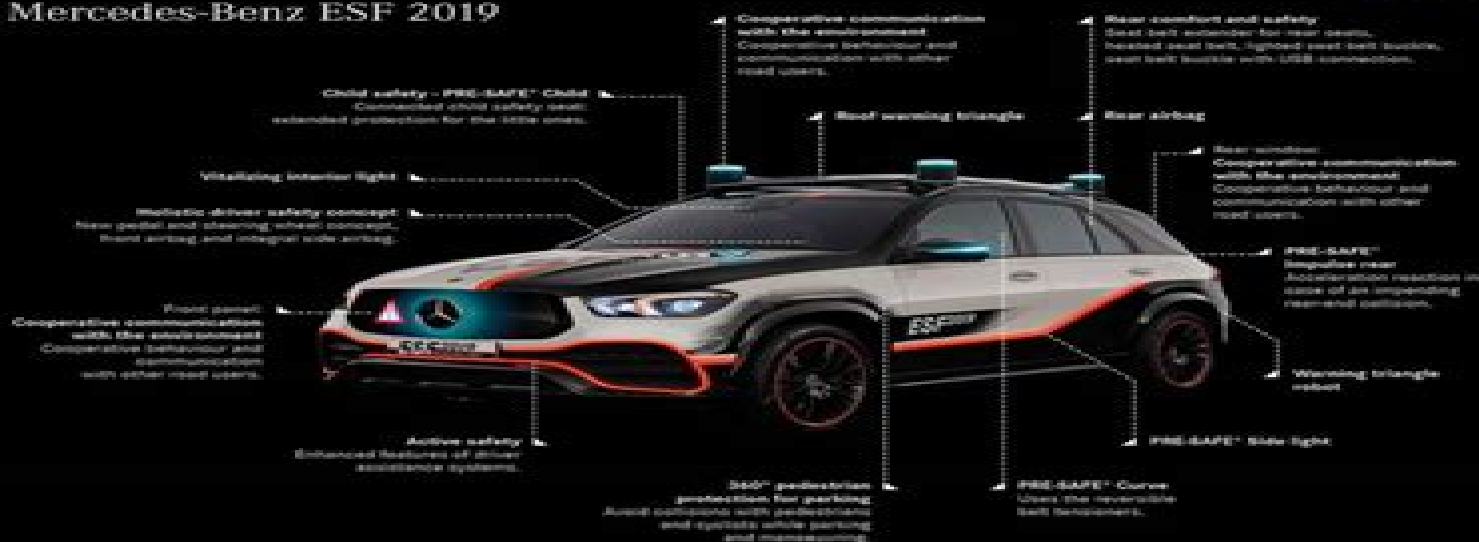 Mercedes-Benz ESF 2019
Cooperative communication
with the environment
Cooperative behaviour and
communication with other
road users.
Rear comfort and safety
Seat belt extender for rear seats,
heated seat belt, lighted seat belt buckle,
seat belt buckle with USB connection.
Child safety - PRE-SAFE® Child
Connected child safety seat:
extended protection for the little ones.
Roof warning triangle
Rear airbag
Rear window:
Cooperative communication
with the environment
Cooperative behaviour and
communication with other
road users.
Vitalizing interior light
Holistic driver safety concept
New pedal and steering wheel concept,
front airbag and integral side airbag.
PRE-SAFE®
Impulse rear
Acceleration reaction in
case of an impending
rear-end collision.
Front panel:
Cooperative communication
with the environment
Cooperative behaviour and
communication
with other road users.
ESF
ESF
Warning triangle
robot
Active safety
Enhanced features of driver
assistance systems.
PRE-SAFE® Side light
360° pedestrian
protection for parking
Avoid collisions with pedestrians
and cyclists while parking
and manoeuvring.
PRE-SAFE® Curve
Uses the reversible
belt tensioners.